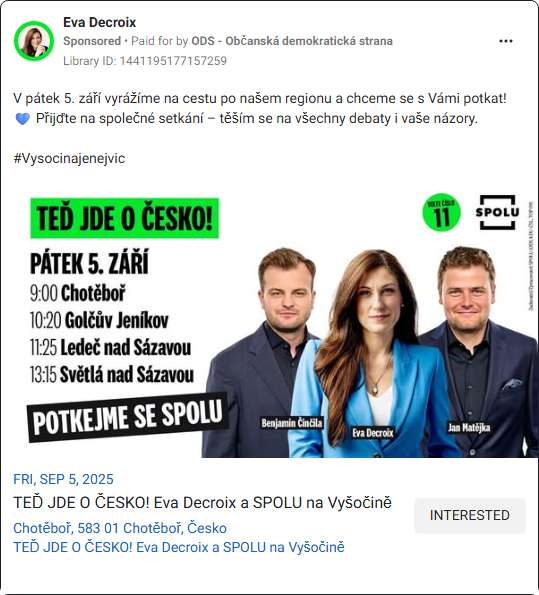 Eva Decroix
Sponsored • Paid for by ODS - Občanská demokratická strana
Library ID: 1441195177157259
V pátek 5. září vyrážíme na cestu po našem regionu a chceme se s Vámi potkat!
💙 Přijďte na společné setkání – těším se na všechny debaty i vaše názory.
#Vysocinajenejvic
TEĎ JDE O ČESKO!
PÁTEK 5. ZÁŘÍ
9:00 Chotěboř
10:20 Golčův Jeníkov
11:25 Ledeč nad Sázavou
13:15 Světlá nad Sázavou
POTKEJME SE SPOLU
VOLTE ČÍSLO
11
SPOLU
Benjamin Činčila
Eva Decroix
Jan Matějka
FRI, SEP 5, 2025
TEĎ JDE O ČESKO! Eva Decroix a SPOLU na Vyšočině
Chotěboř, 583 01 Chotěboř, Česko
TEĎ JDE O ČESKO! Eva Decroix a SPOLU na Vyšočině
INTERESTED